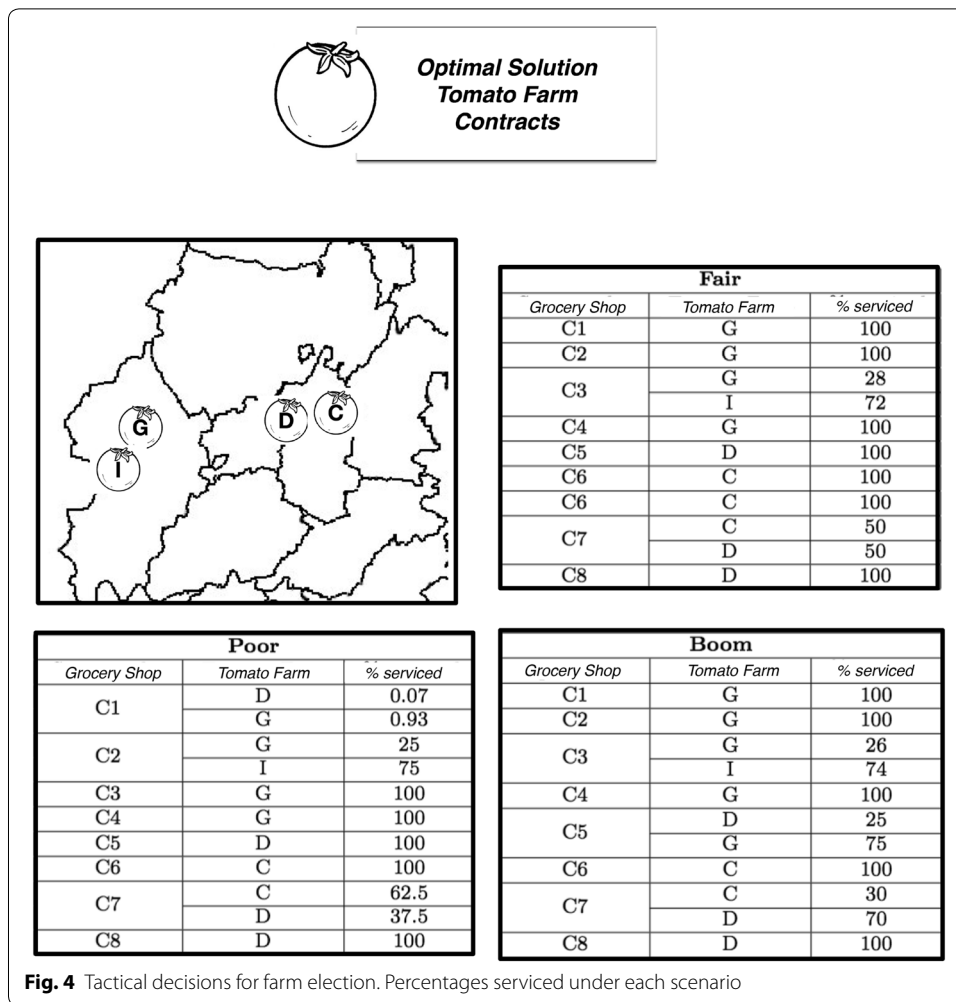 Optimal Solution
Tomato Farm
Contracts
G
I
D
C
Fair
Grocery Shop Tomato Farm % serviced
C1 G 100
C2 G 100
C3 G 28
I 72
C4 G 100
C5 D 100
C6 C 100
C6 C 100
C7 C 50
D 50
C8 D 100
Poor
Grocery Shop Tomato Farm % serviced
C1 D 0.07
G 0.93
C2 G 25
I 75
C3 G 100
C4 G 100
C5 D 100
C6 C 100
C7 C 62.5
D 37.5
C8 D 100
Boom
Grocery Shop Tomato Farm % serviced
C1 G 100
C2 G 100
C3 G 26
I 74
C4 G 100
C5 D 25
G 75
C6 C 100
C7 C 30
D 70
C8 D 100
Fig. 4 Tactical decisions for farm election. Percentages serviced under each scenario